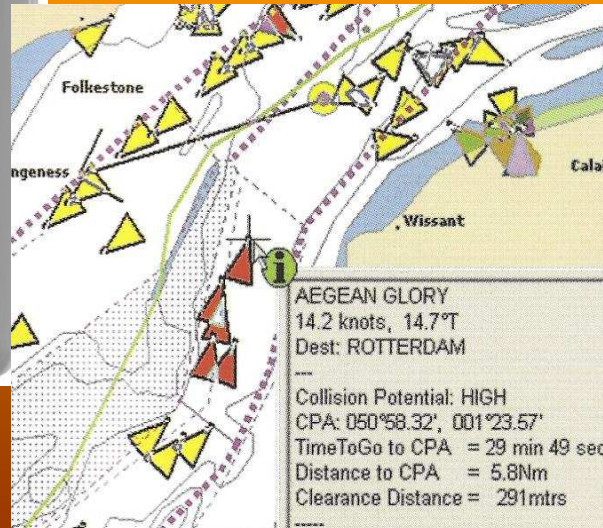 Folkestone
ngeness
Cala
Wissant
i
AEGEAN GLORY
14.2 knots, 14.7°T
Dest: ROTTERDAM
---
Collision Potential: HIGH
CPA: 050°58.32', 001°23.57'
TimeToGo to CPA = 29 min 49 sec
Distance to CPA = 5.8Nm
Clearance Distance = 291mtrs
-----